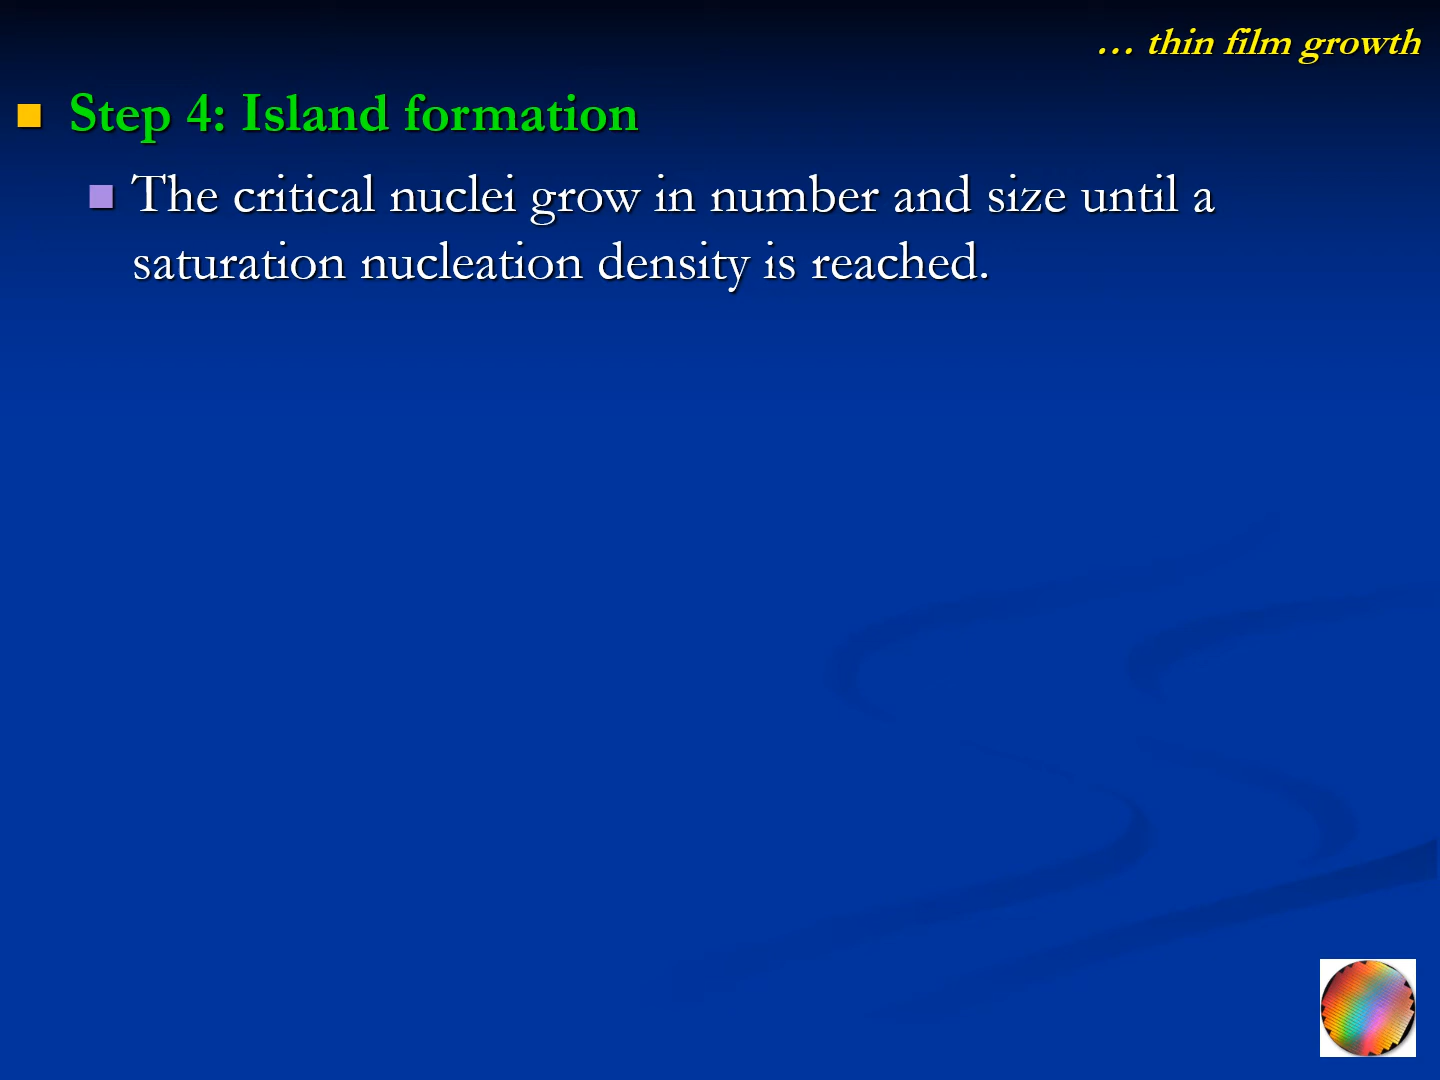 … thin film growth
Step 4: Island formation
The critical nuclei grow in number and size until a
saturation nucleation density is reached.